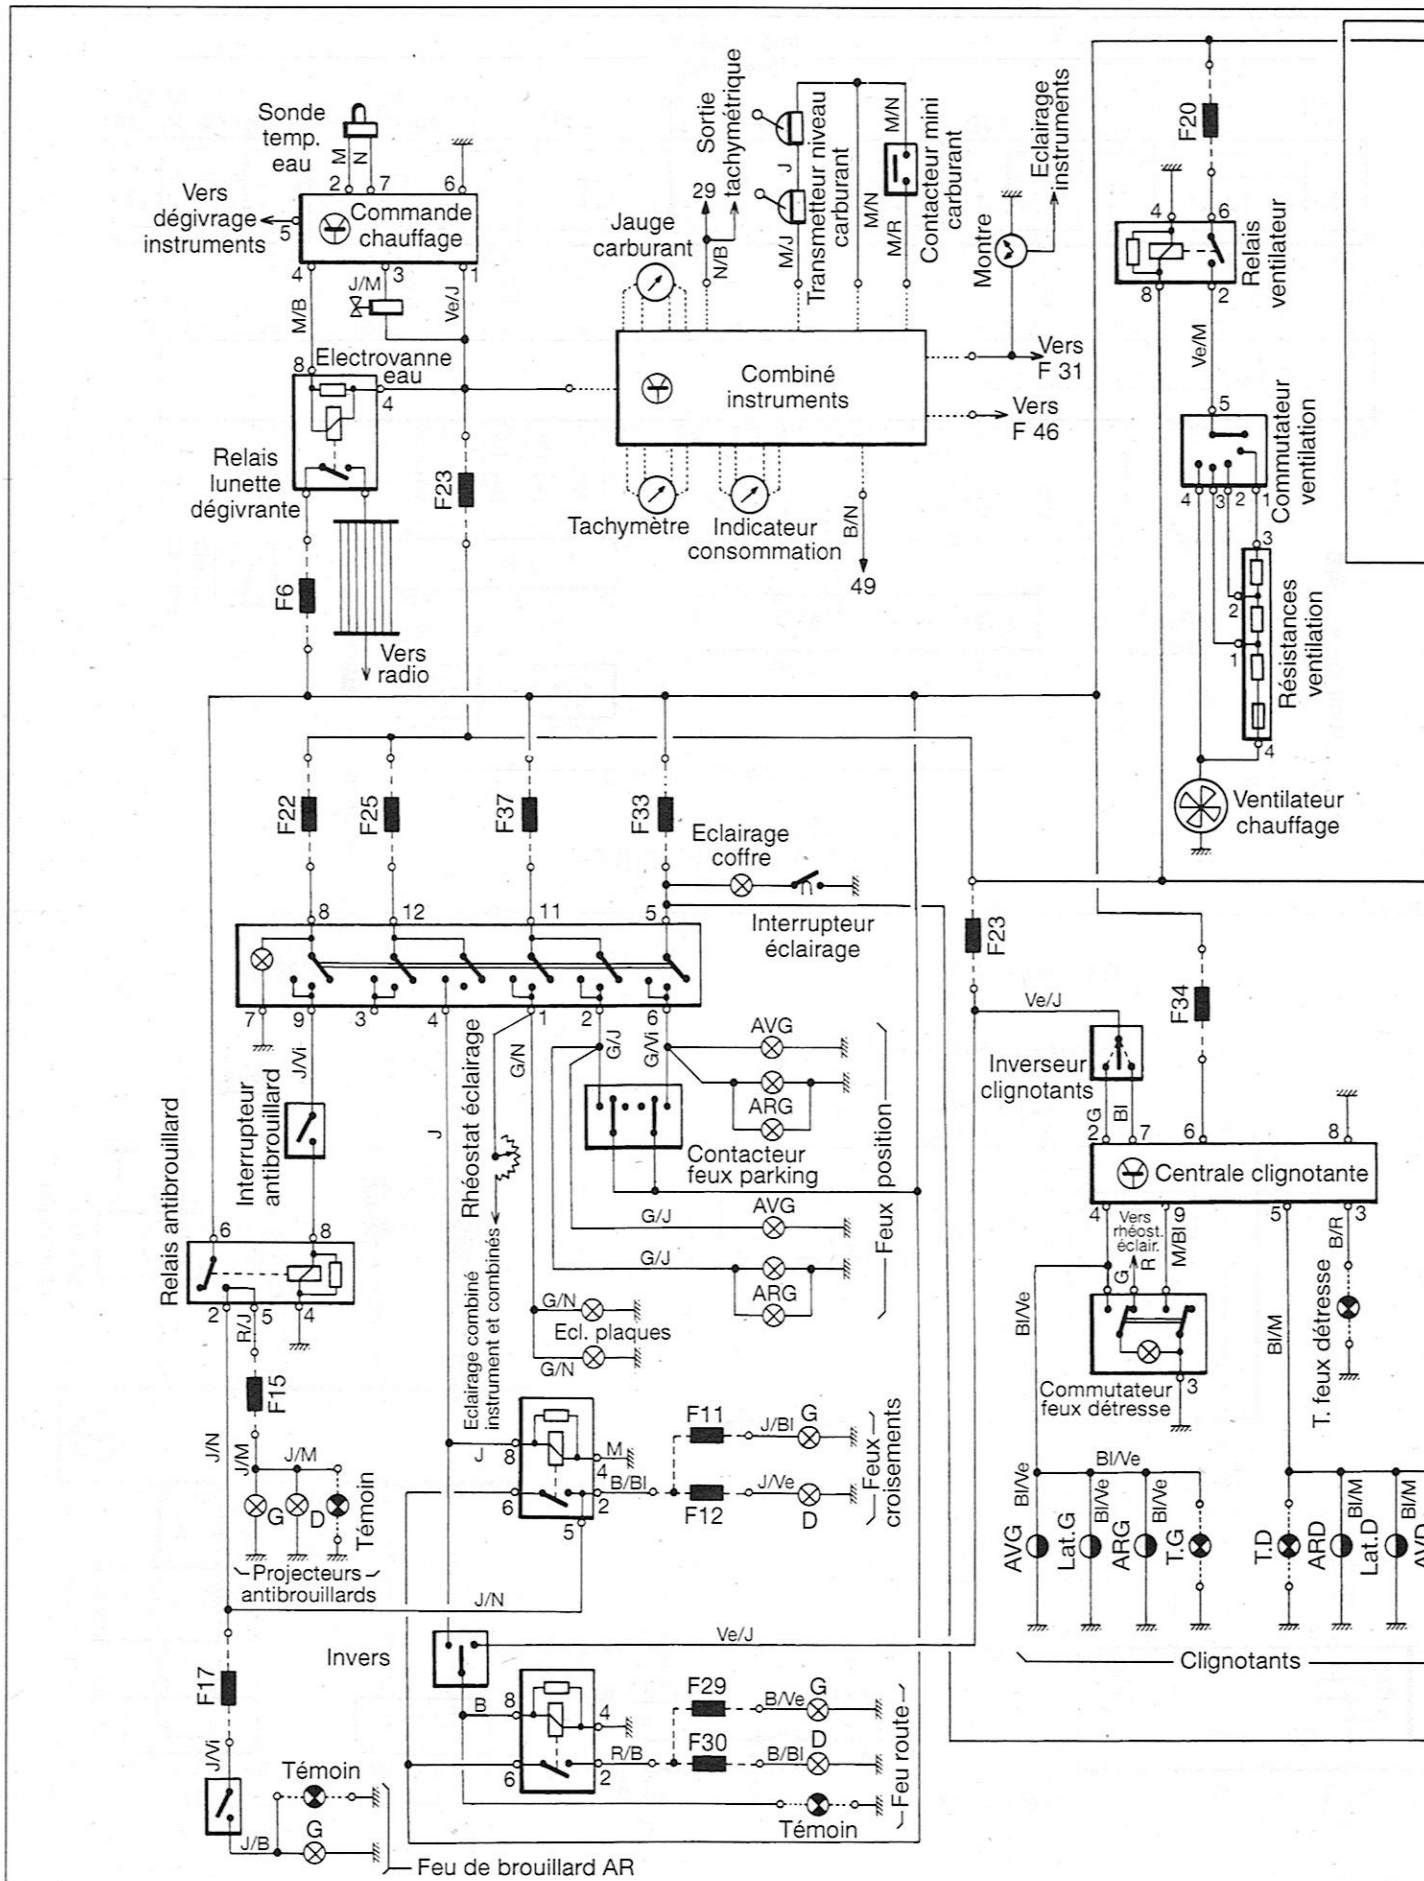 Sonde
temp.
eau
M
N
2
7
6
Vers
dégivrage
instruments
5
Commande
chauffage
4
3
1
M/B
J/M
Ve/J
Electrovanne
eau
8
4
Relais
lunette
dégivrante
F23
F6
Vers
radio
Jauge
carburant
29
Sortie
tachymétrique
N/B
J
M/J
Transmetteur niveau
carburant
M/N
M/N
M/R
Contacteur mini
carburant
Montre
Eclairage
instruments
Combiné
instruments
Vers
F 31
Vers
F 46
Tachymètre
Indicateur
consommation
B/N
49
F20
4
6
Relais
ventilateur
8
2
Ve/M
5
Commutateur
ventilation
4
3
2
1
3
2
1
4
Résistances
ventilation
Ventilateur
chauffage
F22
F25
F37
F33
Eclairage
coffre
Interrupteur
éclairage
8
12
11
5
7
9
3
4
1
2
6
J/Vi
J
Rhéostat éclairage
G/N
G/J
G/Vi
AVG
ARG
Contacteur
feux parking
G/J
AVG
G/J
ARG
Feux position
Interrupteur
antibrouillard
Relais antibrouillard
6
8
2
5
4
R/J
F15
J/N
J/M
J/M
G
D
Témoin
Projecteurs
antibrouillards
Eclairage combiné
instrument et combinés
G/N
Ecl. plaques
G/N
J
8
M
4
B/Bl
6
2
5
F11
J/Bl
G
F12
J/Ve
D
Feux
croisements
J/N
Invers
Ve/J
B
8
4
6
R/B
2
F29
B/Ve
G
F30
B/Bl
D
Témoin
Feu route
F17
J/Vi
Témoin
J/B
G
Feu de brouillard AR
F23
Ve/J
F34
Inverseur
clignotants
G
Bl
2
7
6
8
Centrale clignotante
4
9
5
3
Vers
rhéost.
éclair.
G
R
M/Bl
B/R
Bl/Ve
Bl/M
T. feux détresse
3
Commutateur
feux détresse
Bl/Ve
Bl/Ve
Bl/Ve
Bl/Ve
Bl/M
Bl/M
AVG
Lat.G
ARG
T.G
T.D
ARD
Lat.D
AVD
Clignotants